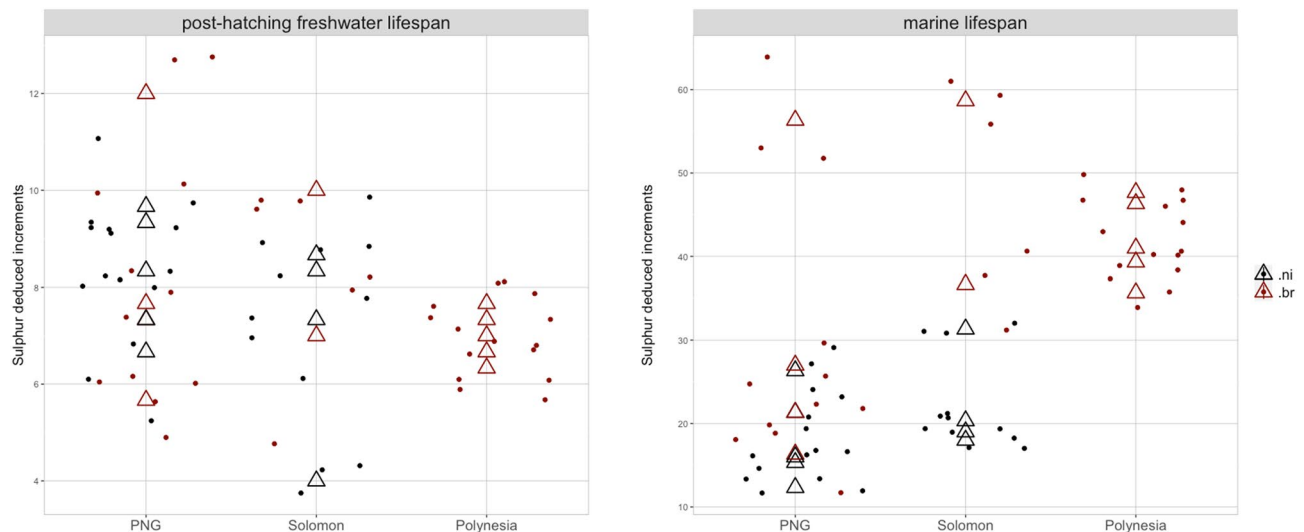 post-hatching freshwater lifespan
Sulphur deduced increments
12
10
8
6
4
PNG Solomon Polynesia
marine lifespan
Sulphur deduced increments
60
50
40
30
20
10
PNG Solomon Polynesia
.ni
.br